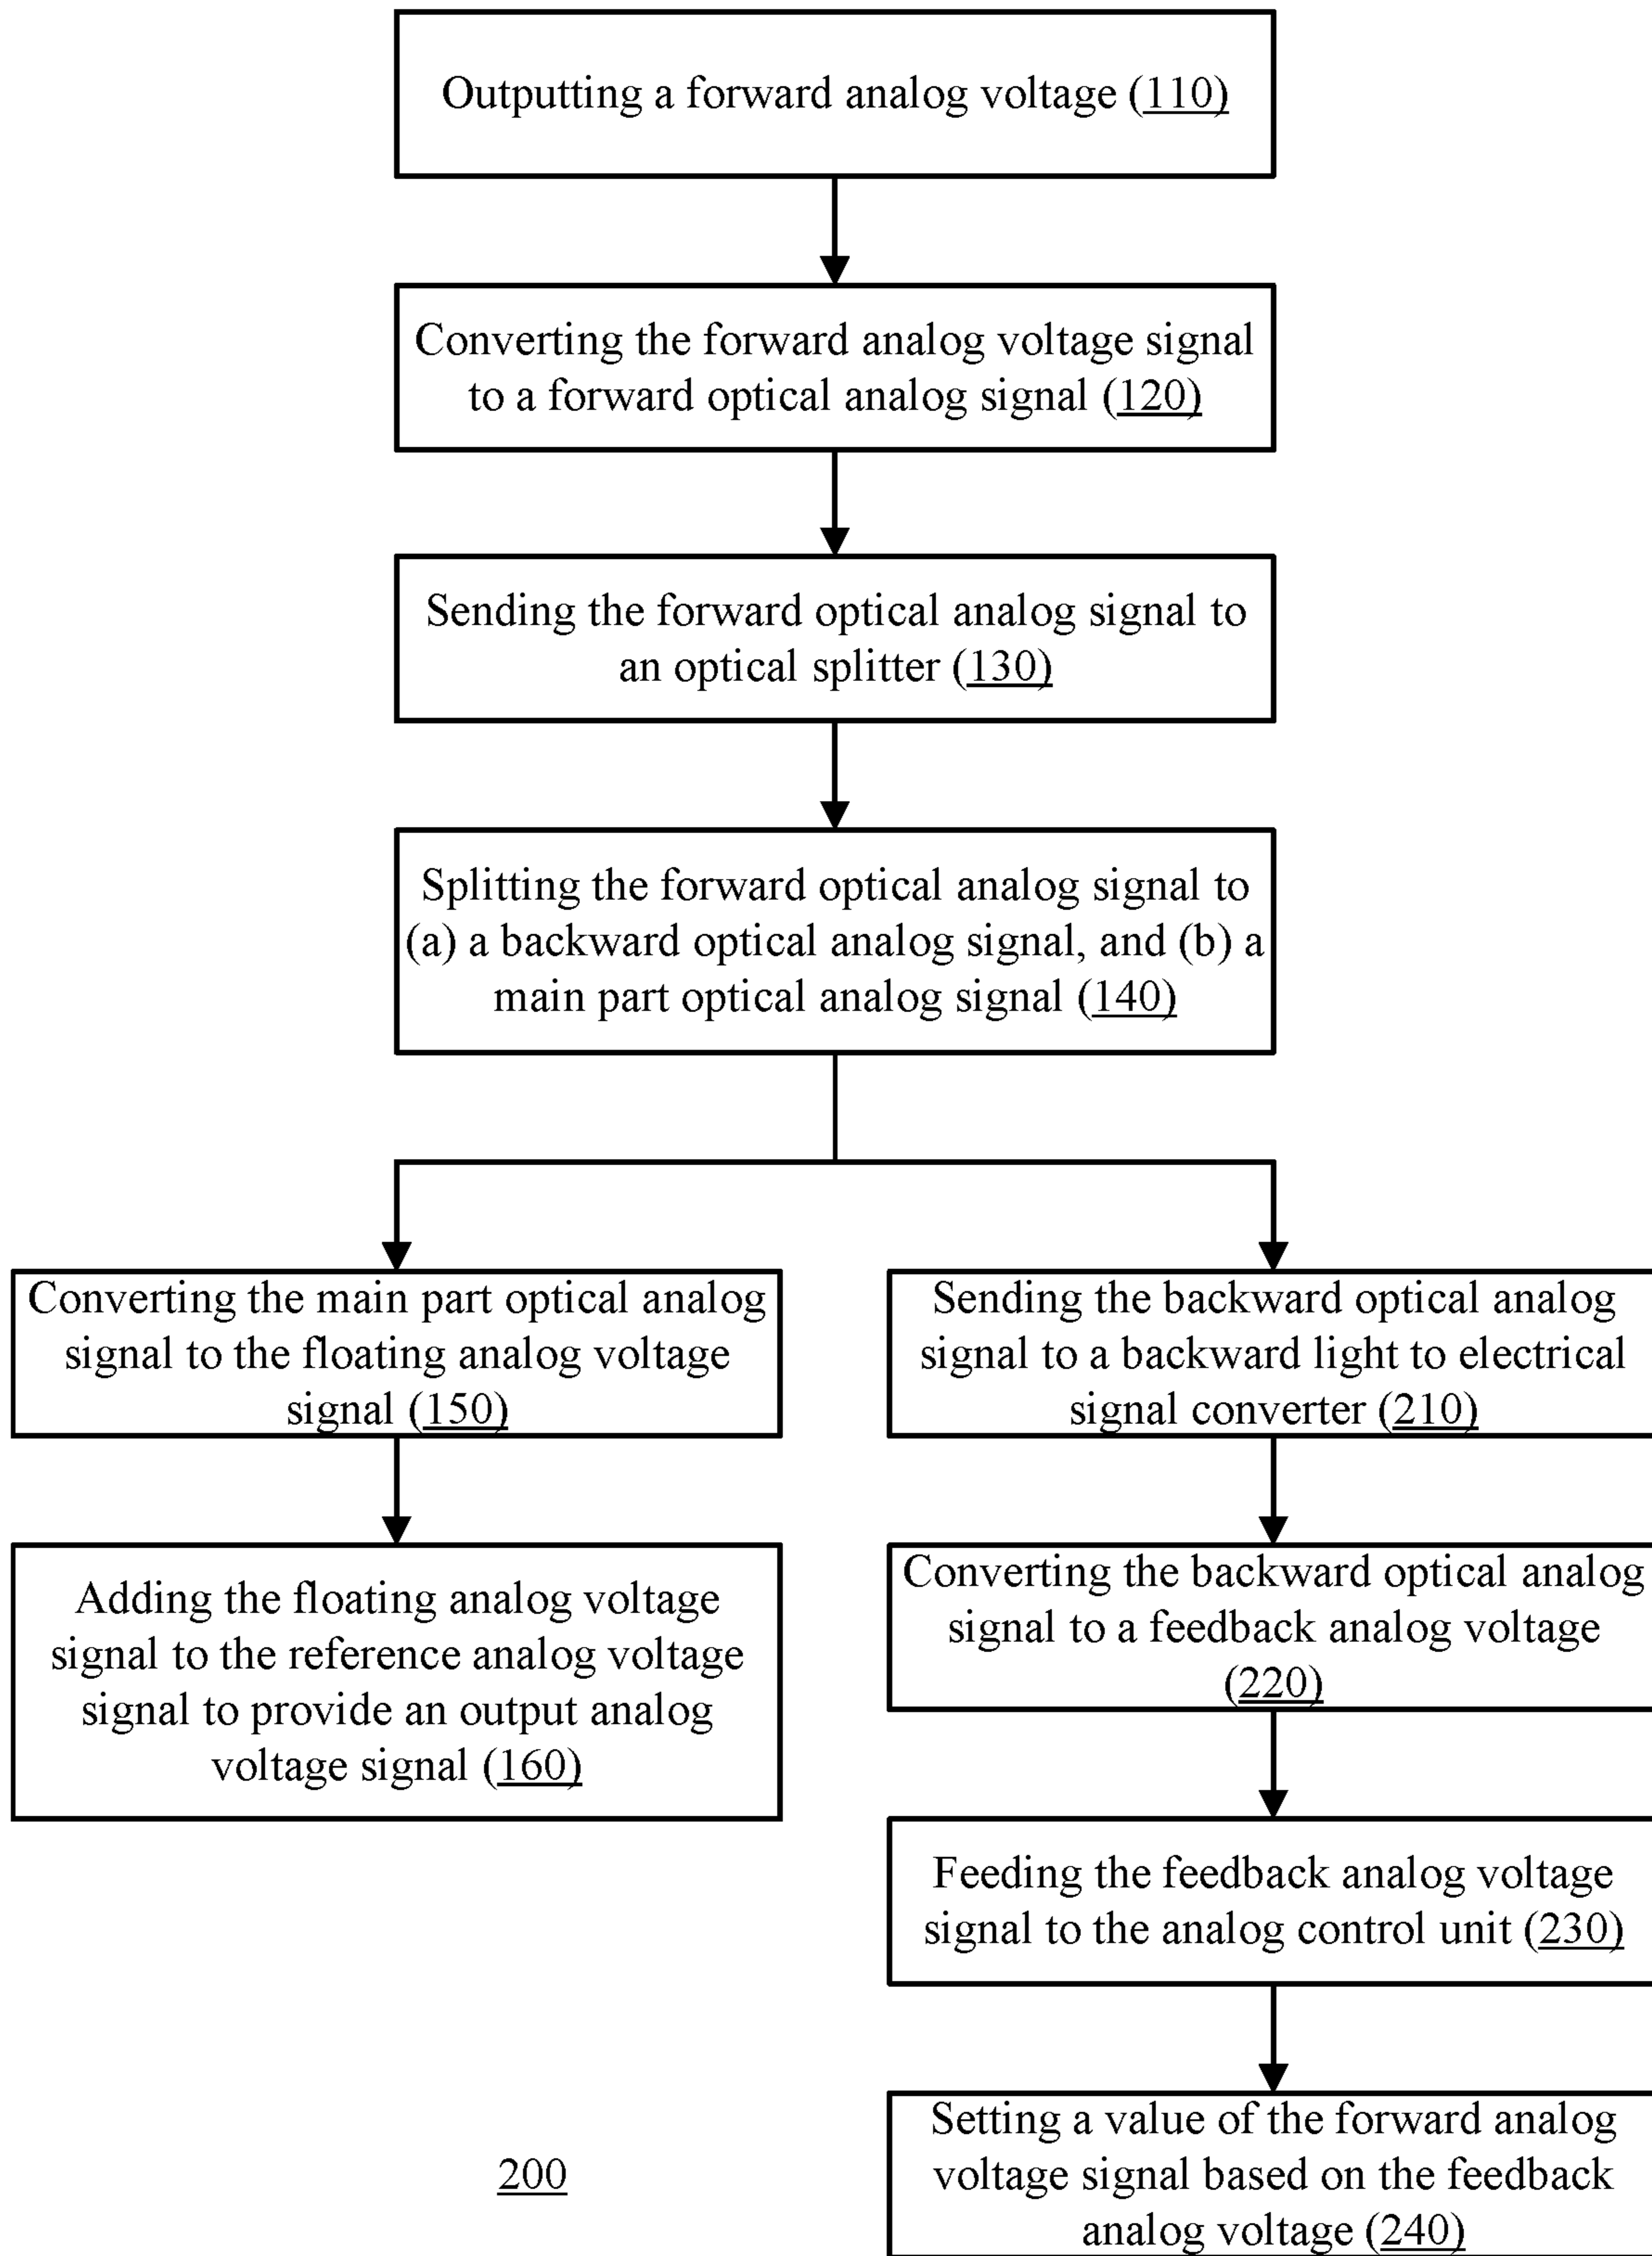 Outputting a forward analog voltage (110)
Converting the forward analog voltage signal
to a forward optical analog signal (120)
Sending the forward optical analog signal to
an optical splitter (130)
Splitting the forward optical analog signal to
(a) a backward optical analog signal, and (b) a
main part optical analog signal (140)
Converting the main part optical analog
signal to the floating analog voltage
signal (150)
Adding the floating analog voltage
signal to the reference analog voltage
signal to provide an output analog
voltage signal (160)
Sending the backward optical analog
signal to a backward light to electrical
signal converter (210)
Converting the backward optical analog
signal to a feedback analog voltage
(220)
Feeding the feedback analog voltage
signal to the analog control unit (230)
Setting a value of the forward analog
voltage signal based on the feedback
analog voltage (240)
200